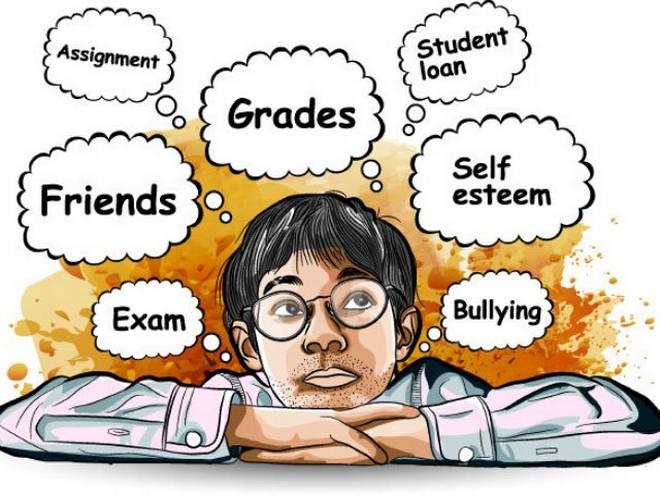 Assignment
Student
loan
Grades
Friends
Self
esteem
Exam
Bullying